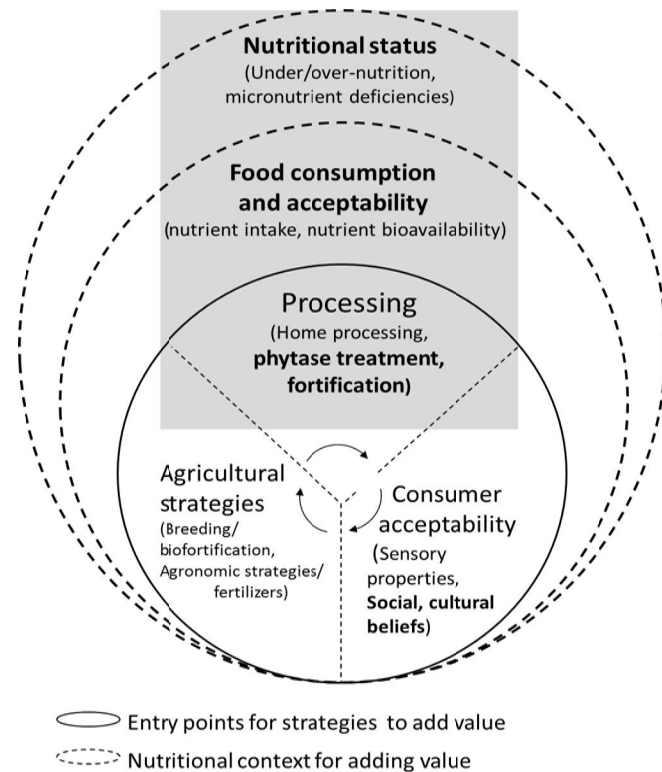 Nutritional status
(Under/over-nutrition,
micronutrient deficiencies)
Food consumption
and acceptability
(nutrient intake, nutrient bioavailability)
Processing
(Home processing,
phytase treatment,
fortification)
Agricultural
strategies
(Breeding/
biofortification,
Agronomic strategies/
fertilizers)
Consumer
acceptability
(Sensory
properties,
Social, cultural
beliefs)
Entry points for strategies to add value
Nutritional context for adding value